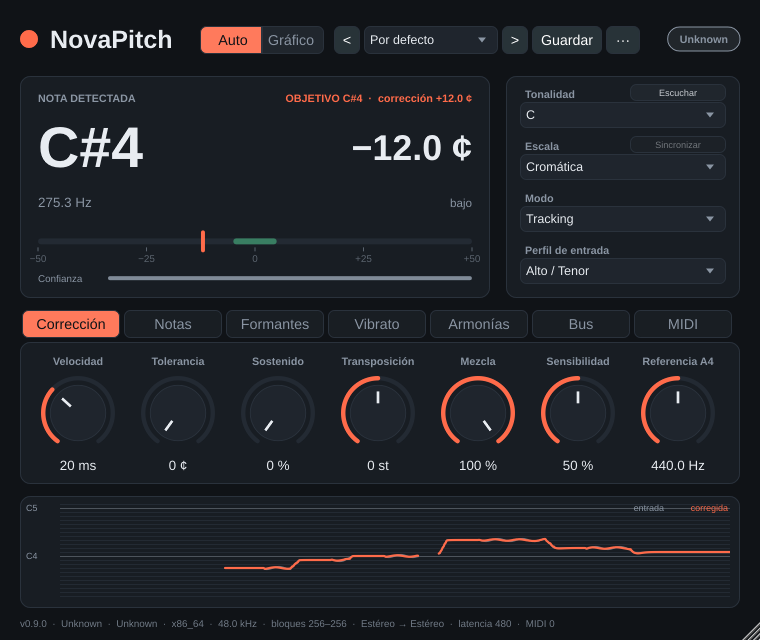 NovaPitch
Auto Gráfico < Por defecto > Guardar ··· Unknown
NOTA DETECTADA OBJETIVO C#4 · corrección +12.0 ¢
C#4 −12.0 ¢
275.3 Hz bajo
−50 −25 0 +25 +50
Confianza
Tonalidad Escuchar
C
Escala Sincronizar
Cromática
Modo
Tracking
Perfil de entrada
Alto / Tenor
Corrección Notas Formantes Vibrato Armonías Bus MIDI
Velocidad Tolerancia Sostenido Transposición Mezcla Sensibilidad Referencia A4
20 ms 0 ¢ 0 % 0 st 100 % 50 % 440.0 Hz
C5 entrada corregida
C4
v0.9.0 · Unknown · Unknown · x86_64 · 48.0 kHz · bloques 256–256 · Estéreo → Estéreo · latencia 480 · MIDI 0